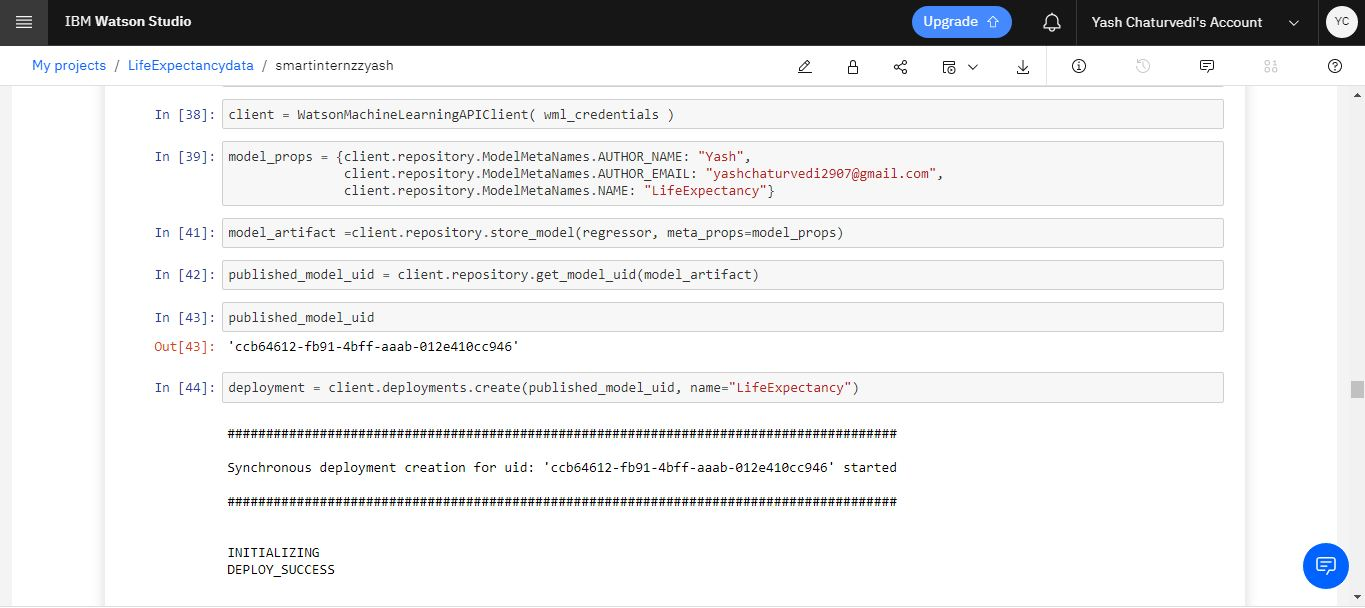 IBM Watson Studio
Upgrade
Yash Chaturvedi's Account
YC
My projects / LifeExpectancydata / smartinternzzyash
In [38]: client = WatsonMachineLearningAPIClient( wml_credentials )
In [39]: model_props = {client.repository.ModelMetaNames.AUTHOR_NAME: "Yash",
client.repository.ModelMetaNames.AUTHOR_EMAIL: "yashchaturvedi2907@gmail.com",
client.repository.ModelMetaNames.NAME: "LifeExpectancy"}
In [41]: model_artifact =client.repository.store_model(regressor, meta_props=model_props)
In [42]: published_model_uid = client.repository.get_model_uid(model_artifact)
In [43]: published_model_uid
Out[43]: 'ccb64612-fb91-4bff-aaab-012e410cc946'
In [44]: deployment = client.deployments.create(published_model_uid, name="LifeExpectancy")
#######################################################################################
Synchronous deployment creation for uid: 'ccb64612-fb91-4bff-aaab-012e410cc946' started
#######################################################################################
INITIALIZING
DEPLOY_SUCCESS